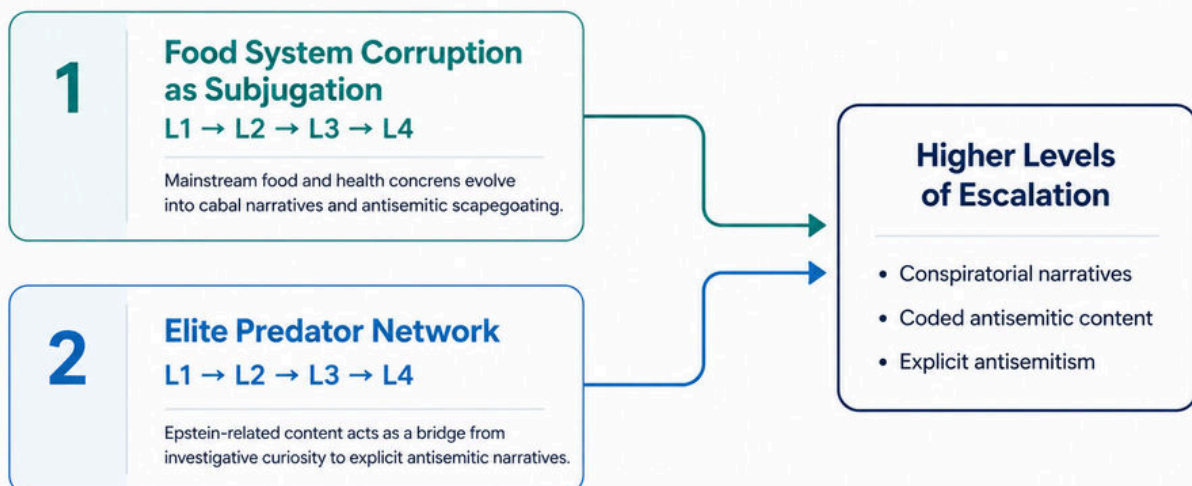 1
Food System Corruption
as Subjugation
L1 → L2 → L3 → L4
Mainstream food and health concrens evolve
into cabal narratives and antisemitic scapegoating.
2
Elite Predator Network
L1 → L2 → L3 → L4
Epstein-related content acts as a bridge from
investigative curiosity to explicit antisemitic narratives.
Higher Levels
of Escalation
• Conspiratorial narratives
• Coded antisemitic content
• Explicit antisemitism